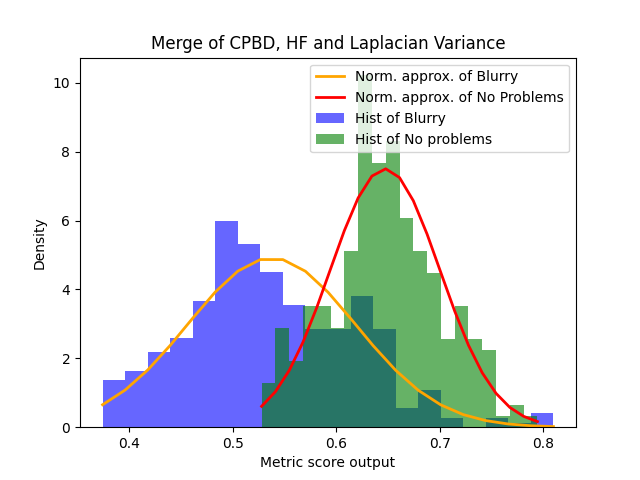 Merge of CPBD, HF and Laplacian Variance
Norm. approx. of Blurry
Norm. approx. of No Problems
Hist of Blurry
Hist of No problems
Density
10
8
6
4
2
0
0.4 0.5 0.6 0.7 0.8
Metric score output